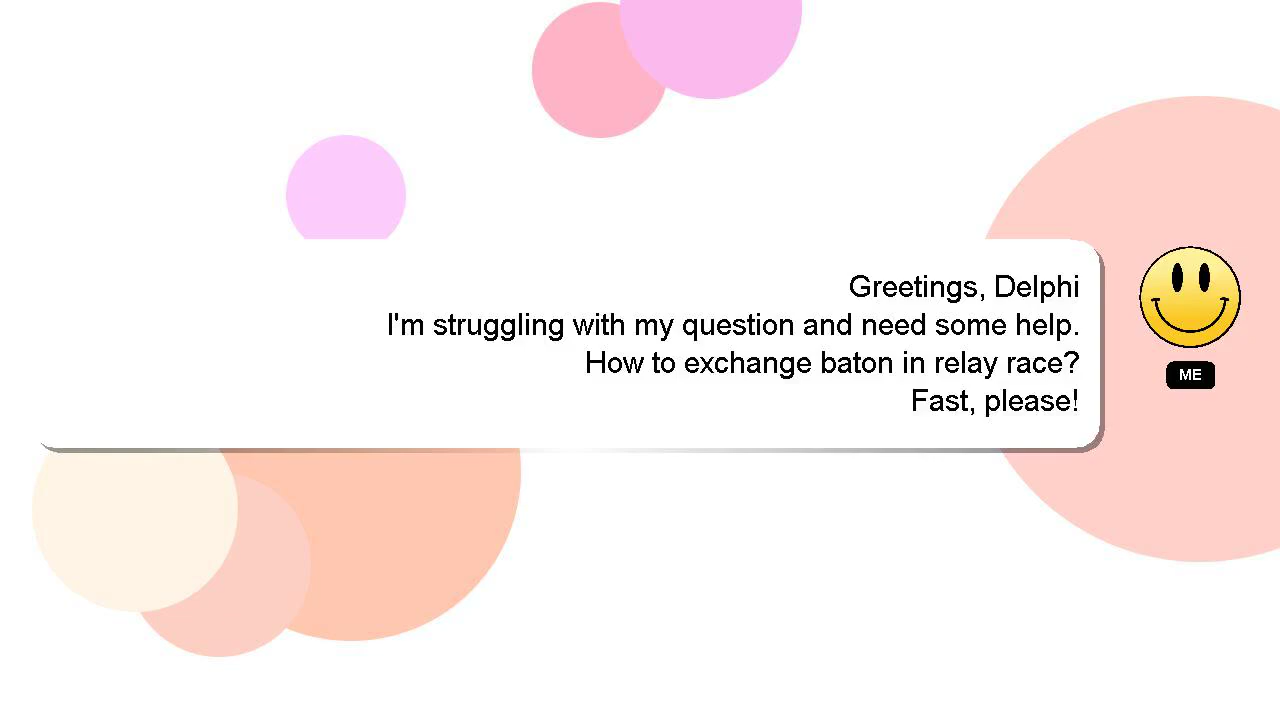 Greetings, Delphi
I'm struggling with my question and need some help.
How to exchange baton in relay race?
Fast, please!
ME